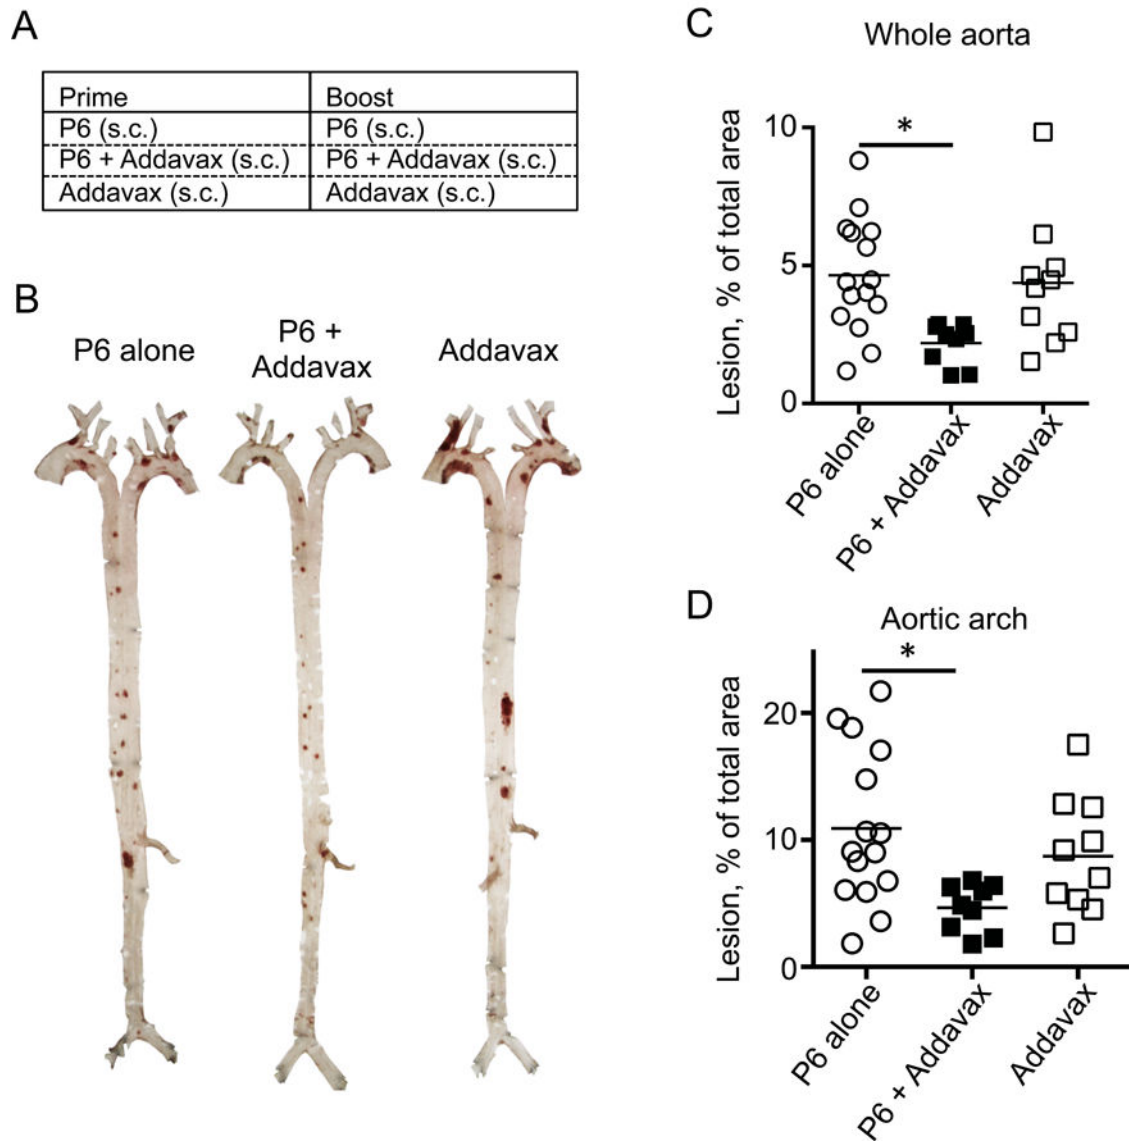 A
Prime Boost
P6 (s.c.) P6 (s.c.)
P6 + Addavax (s.c.) P6 + Addavax (s.c.)
Addavax (s.c.) Addavax (s.c.)
B
P6 alone
P6 +
Addavax
Addavax
C
Whole aorta
Lesion, % of total area
10
5
0
*
P6 alone
P6 + Addavax
Addavax
D
Aortic arch
Lesion, % of total area
20
10
0
*
P6 alone
P6 + Addavax
Addavax